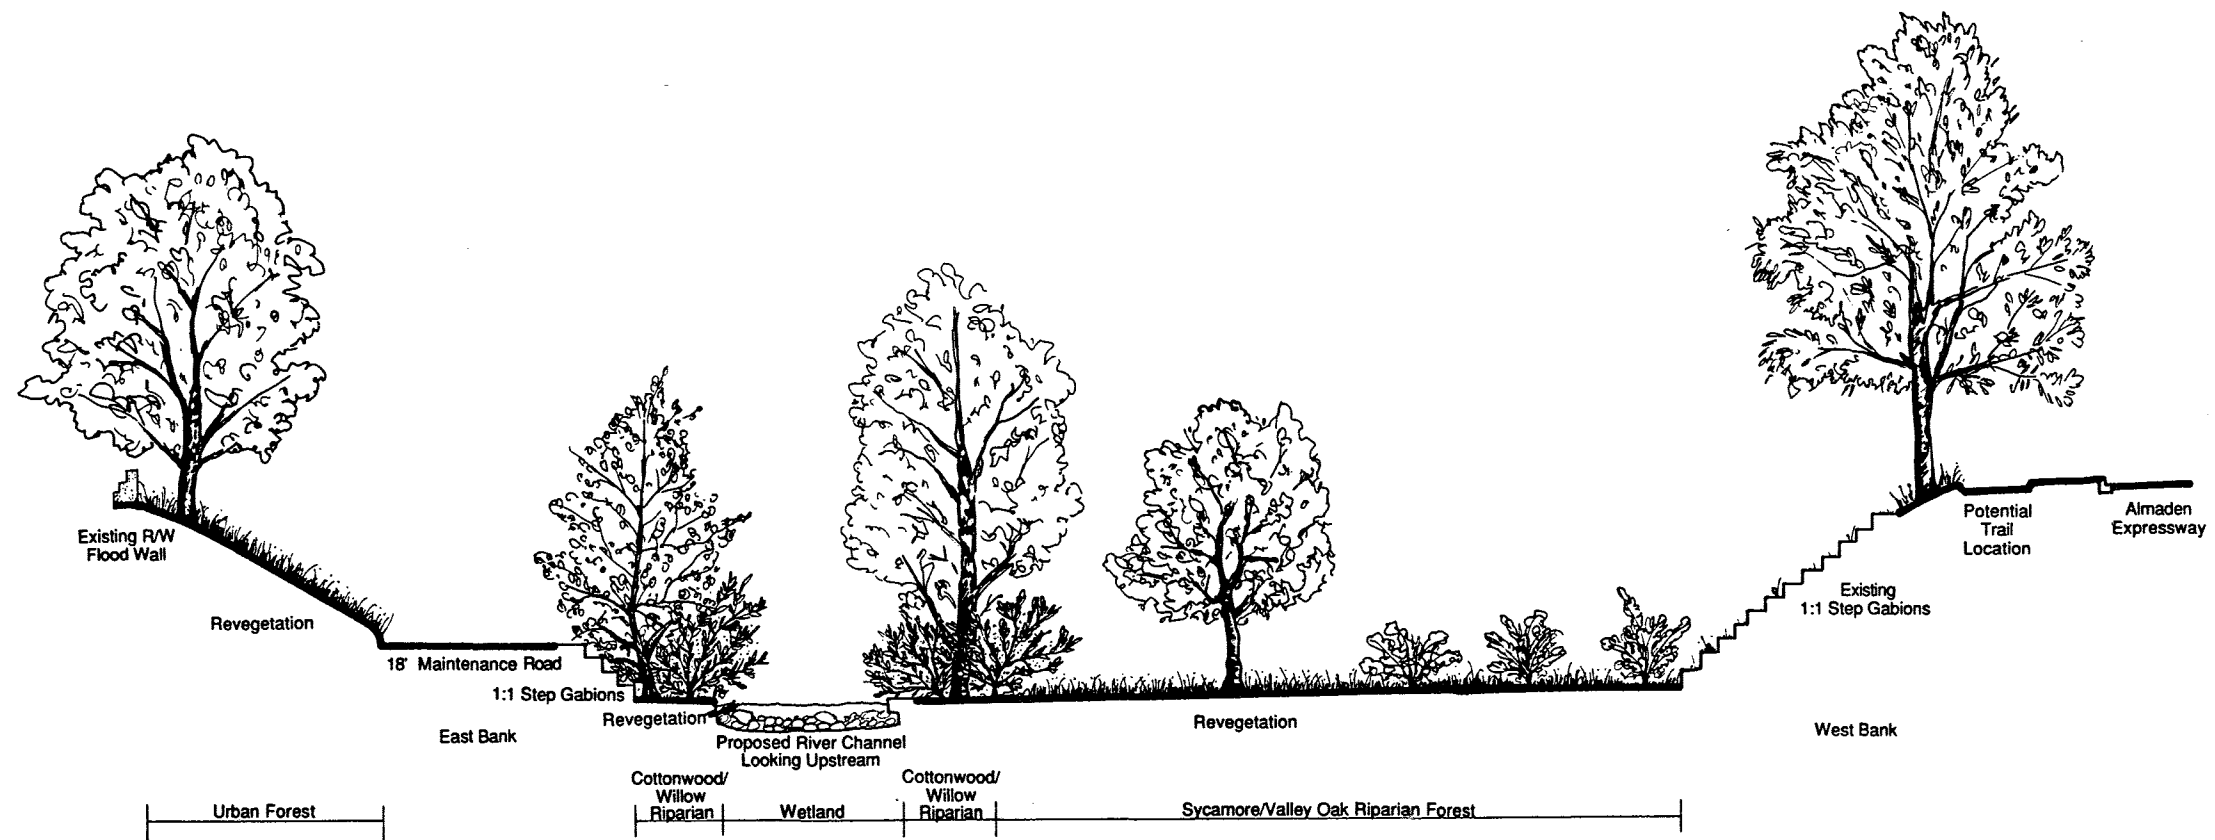 Existing R/W
Flood Wall
Revegetation
18' Maintenance Road
1:1 Step Gabions
Revegetation
East Bank
Proposed River Channel
Looking Upstream
Revegetation
Potential
Trail
Location
Almaden
Expressway
Existing
1:1 Step Gabions
West Bank
Urban Forest
Cottonwood/
Willow
Riparian
Wetland
Cottonwood/
Willow
Riparian
Sycamore/Valley Oak Riparian Forest